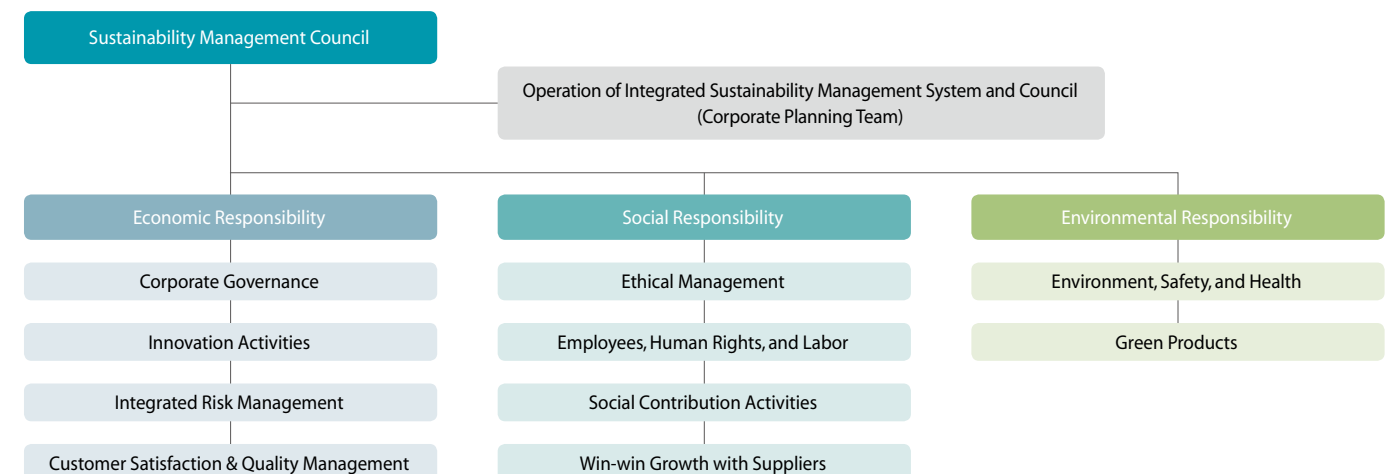 Sustainability Management Council
Operation of Integrated Sustainability Management System and Council
(Corporate Planning Team)
Economic Responsibility
Social Responsibility
Environmental Responsibility
Corporate Governance
Ethical Management
Environment, Safety, and Health
Innovation Activities
Employees, Human Rights, and Labor
Green Products
Integrated Risk Management
Social Contribution Activities
Customer Satisfaction & Quality Management
Win-win Growth with Suppliers